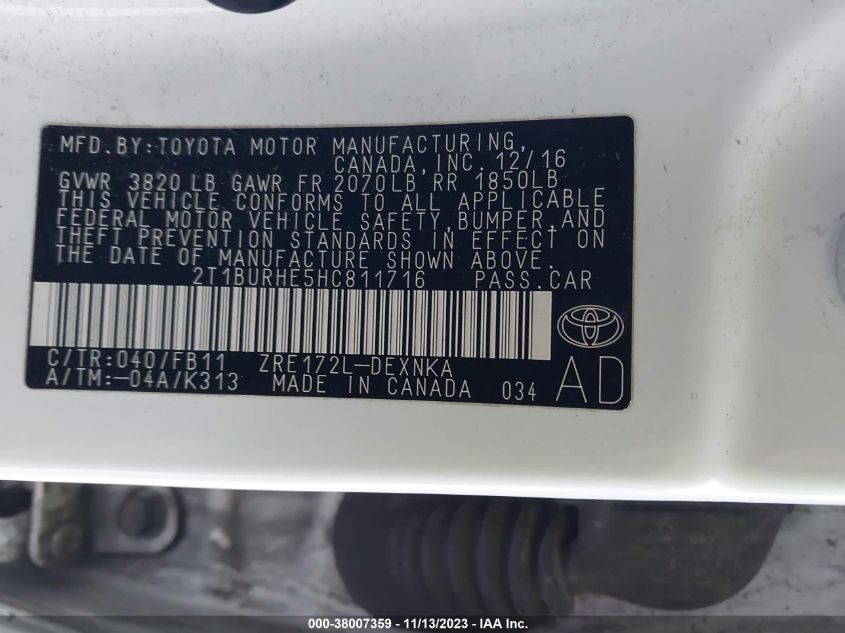 MFD.BY:TOYOTA MOTOR MANUFACTURING,
CANADA,INC. 12/16
GVWR 3820 LB GAWR FR 2070LB RR 1850LB
THIS VEHICLE CONFORMS TO ALL APPLICABLE
FEDERAL MOTOR VEHICLE SAFETY,BUMPER,AND
THEFT PREVENTION STANDARDS IN EFFECT ON
THE DATE OF MANUFACTURE SHOWN ABOVE.
2T1BURHE5HC811716 PASS.CAR
C/TR:040/FB11 ZRE172L-DEXNKA
A/TM:-04A/K313 MADE IN CANADA 034 AD
000-38007359 - 11/13/2023 - www.iaai.com